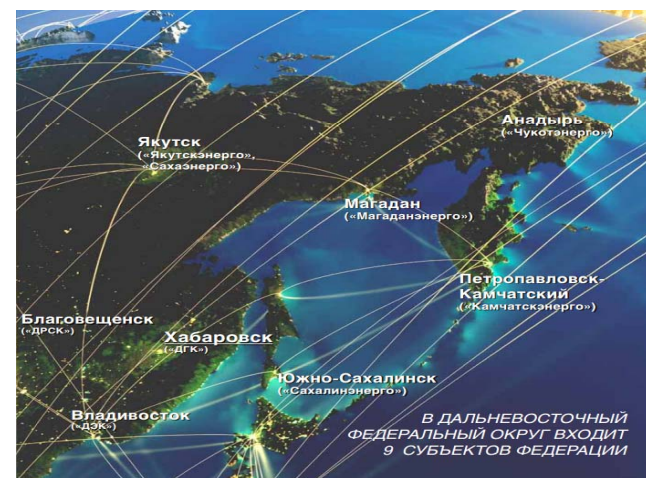 Анадырь
(«Чукотэнерго»)
Якутск
(«Якутскэнерго»,
«Сахаэнерго»)
Магадан
(«Магаданэнерго»)
Петропавловск-
Камчатский
(«Камчатскэнерго»)
Благовещенск
(«ДРСК»)
Хабаровск
(«ДГК»)
Южно-Сахалинск
(«Сахалинэнерго»)
Владивосток
(«ДЭК»)
В ДАЛЬНЕВОСТОЧНЫЙ
ФЕДЕРАЛЬНЫЙ ОКРУГ ВХОДИТ
9 СУБЪЕКТОВ ФЕДЕРАЦИИ